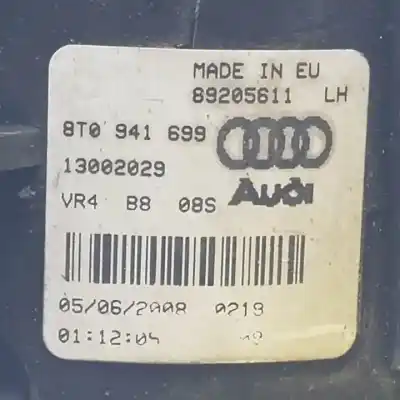 MADE IN EU
89205611 LH
8T0 941 699
13002029
Audi
VR4 B8 08S
05/06/2008 0219
01:12:04